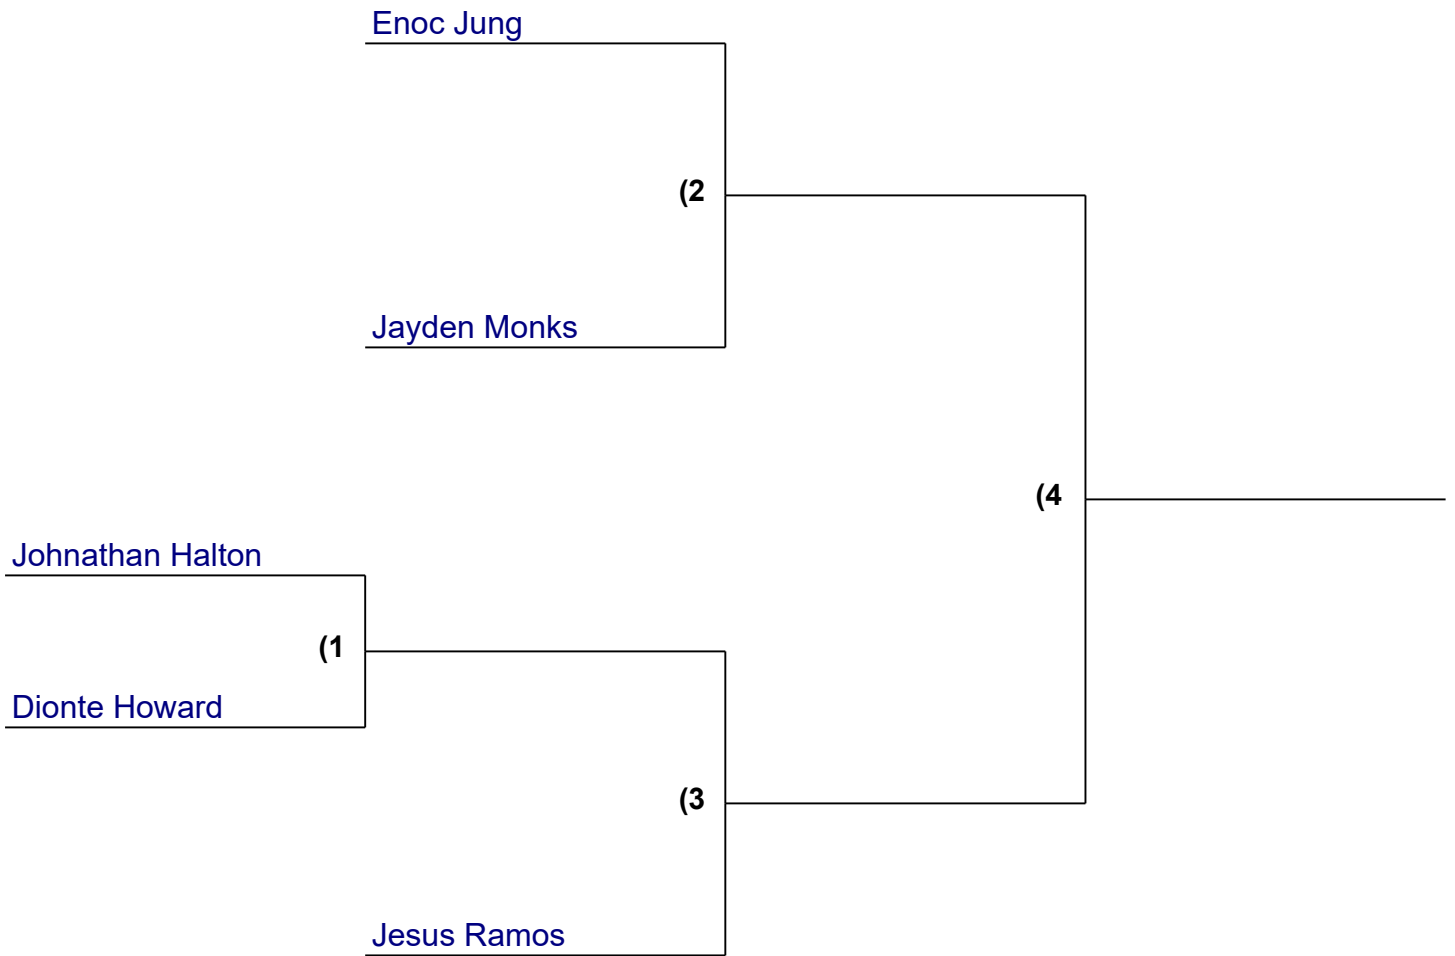 Enoc Jung
(2
Jayden Monks
(4
Johnathan Halton
(1
Dionte Howard
(3
Jesus Ramos